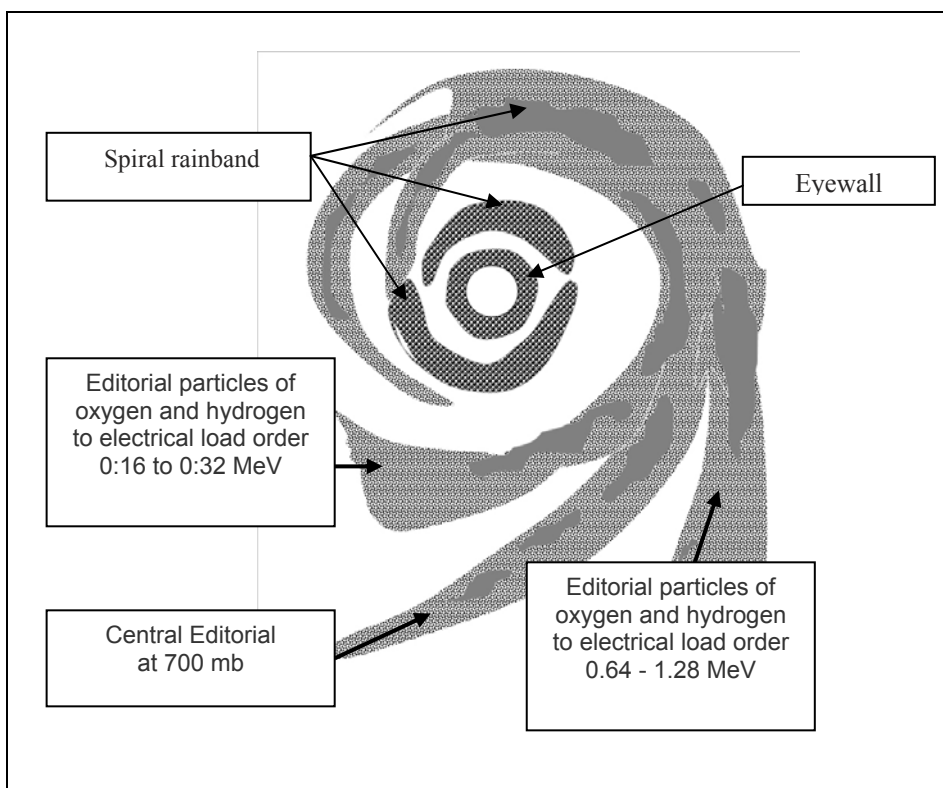 Spiral rainband
Eyewall
Editorial particles of
oxygen and hydrogen
to electrical load order
0:16 to 0:32 MeV
Central Editorial
at 700 mb
Editorial particles of
oxygen and hydrogen
to electrical load order
0.64 - 1.28 MeV